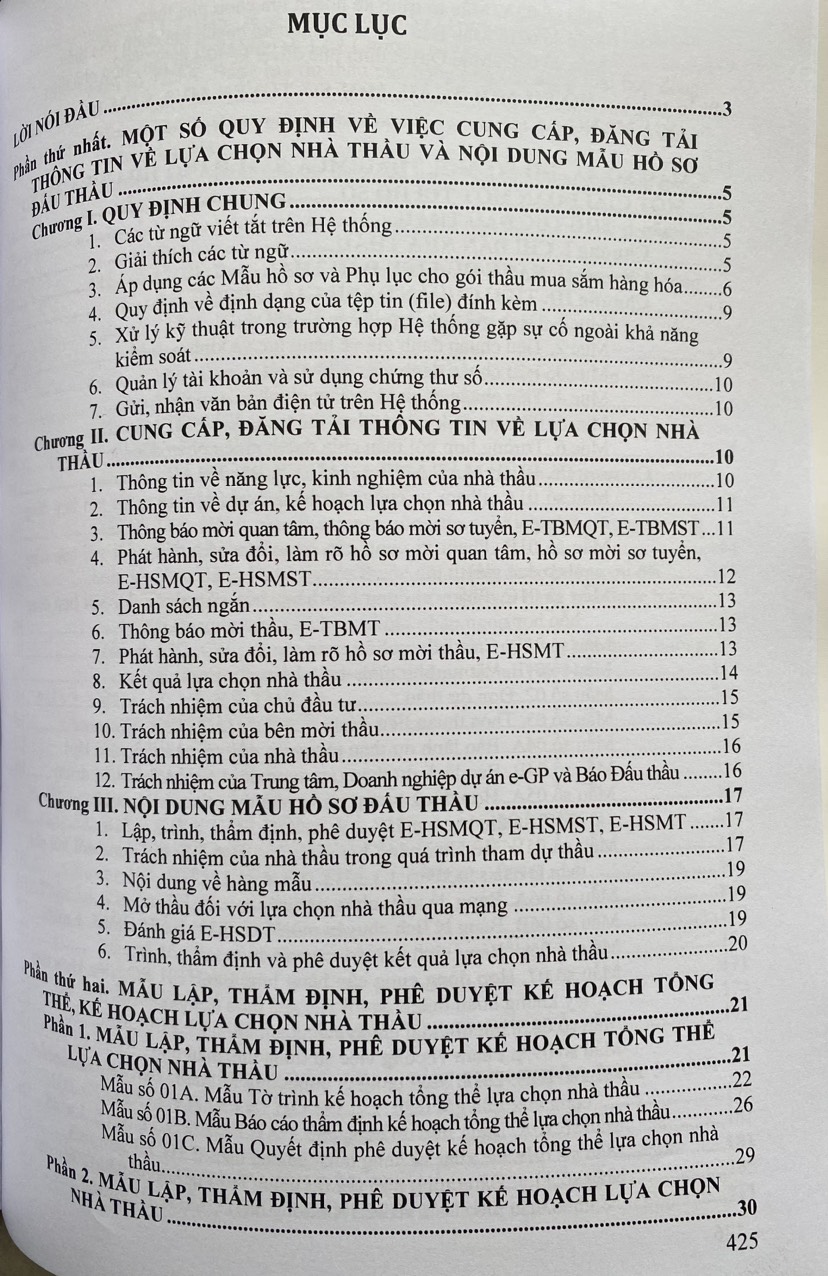 MỤC LỤC
LỜI NÓI ĐẦU...3
Phần thứ nhất. MỘT SỐ QUY ĐỊNH VỀ VIỆC CUNG CẤP, ĐĂNG TẢI
THÔNG TIN VỀ LỰA CHỌN NHÀ THẦU VÀ NỘI DUNG MẪU HỒ SƠ
ĐẤU THẦU...5
Chương I. QUY ĐỊNH CHUNG...5
1. Các từ ngữ viết tắt trên Hệ thống...5
2. Giải thích các từ ngữ...5
3. Áp dụng các Mẫu hồ sơ và Phụ lục cho gói thầu mua sắm hàng hóa...6
4. Quy định về định dạng của tệp tin (file) đính kèm...9
5. Xử lý kỹ thuật trong trường hợp Hệ thống gặp sự cố ngoài khả năng
kiểm soát...9
6. Quản lý tài khoản và sử dụng chứng thư số...10
7. Gửi, nhận văn bản điện tử trên Hệ thống...10
Chương II. CUNG CẤP, ĐĂNG TẢI THÔNG TIN VỀ LỰA CHỌN NHÀ
THẦU...10
1. Thông tin về năng lực, kinh nghiệm của nhà thầu...10
2. Thông tin về dự án, kế hoạch lựa chọn nhà thầu...11
3. Thông báo mời quan tâm, thông báo mời sơ tuyển, E-TBMQT, E-TBMST...11
4. Phát hành, sửa đổi, làm rõ hồ sơ mời quan tâm, hồ sơ mời sơ tuyển,
E-HSMQT, E-HSMST...12
5. Danh sách ngắn...13
6. Thông báo mời thầu, E-TBMT...13
7. Phát hành, sửa đổi, làm rõ hồ sơ mời thầu, E-HSMT...13
8. Kết quả lựa chọn nhà thầu...14
9. Trách nhiệm của chủ đầu tư...15
10. Trách nhiệm của bên mời thầu...15
11. Trách nhiệm của nhà thầu...16
12. Trách nhiệm của Trung tâm, Doanh nghiệp dự án e-GP và Báo Đấu thầu...16
Chương III. NỘI DUNG MẪU HỒ SƠ ĐẤU THẦU...17
1. Lập, trình, thẩm định, phê duyệt E-HSMQT, E-HSMST, E-HSMT...17
2. Trách nhiệm của nhà thầu trong quá trình tham dự thầu...17
3. Nội dung về hàng mẫu...19
4. Mở thầu đối với lựa chọn nhà thầu qua mạng...19
5. Đánh giá E-HSDT...19
6. Trình, thẩm định và phê duyệt kết quả lựa chọn nhà thầu...20
Phần thứ hai. MẪU LẬP, THẨM ĐỊNH, PHÊ DUYỆT KẾ HOẠCH TỔNG
THỂ, KẾ HOẠCH LỰA CHỌN NHÀ THẦU...21
Phần 1. MẪU LẬP, THẨM ĐỊNH, PHÊ DUYỆT KẾ HOẠCH TỔNG THỂ
LỰA CHỌN NHÀ THẦU...21
Mẫu số 01A. Mẫu Tờ trình kế hoạch tổng thể lựa chọn nhà thầu...22
Mẫu số 01B. Mẫu Báo cáo thẩm định kế hoạch tổng thể lựa chọn nhà thầu...26
Mẫu số 01C. Mẫu Quyết định phê duyệt kế hoạch tổng thể lựa chọn nhà
thầu...29
Phần 2. MẪU LẬP, THẨM ĐỊNH, PHÊ DUYỆT KẾ HOẠCH LỰA CHỌN
NHÀ THẦU...30
425